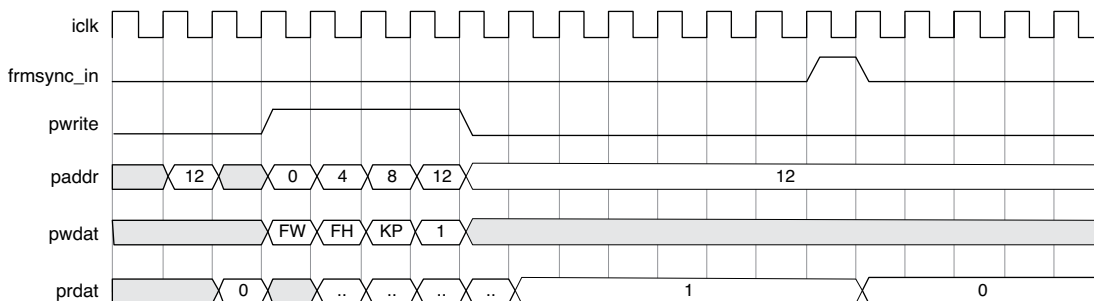 iclk
frmsync_in
pwrite
paddr 12 0 4 8 12 12
pwdat FW FH KP 1
prdat 0 .. .. .. .. 1 0